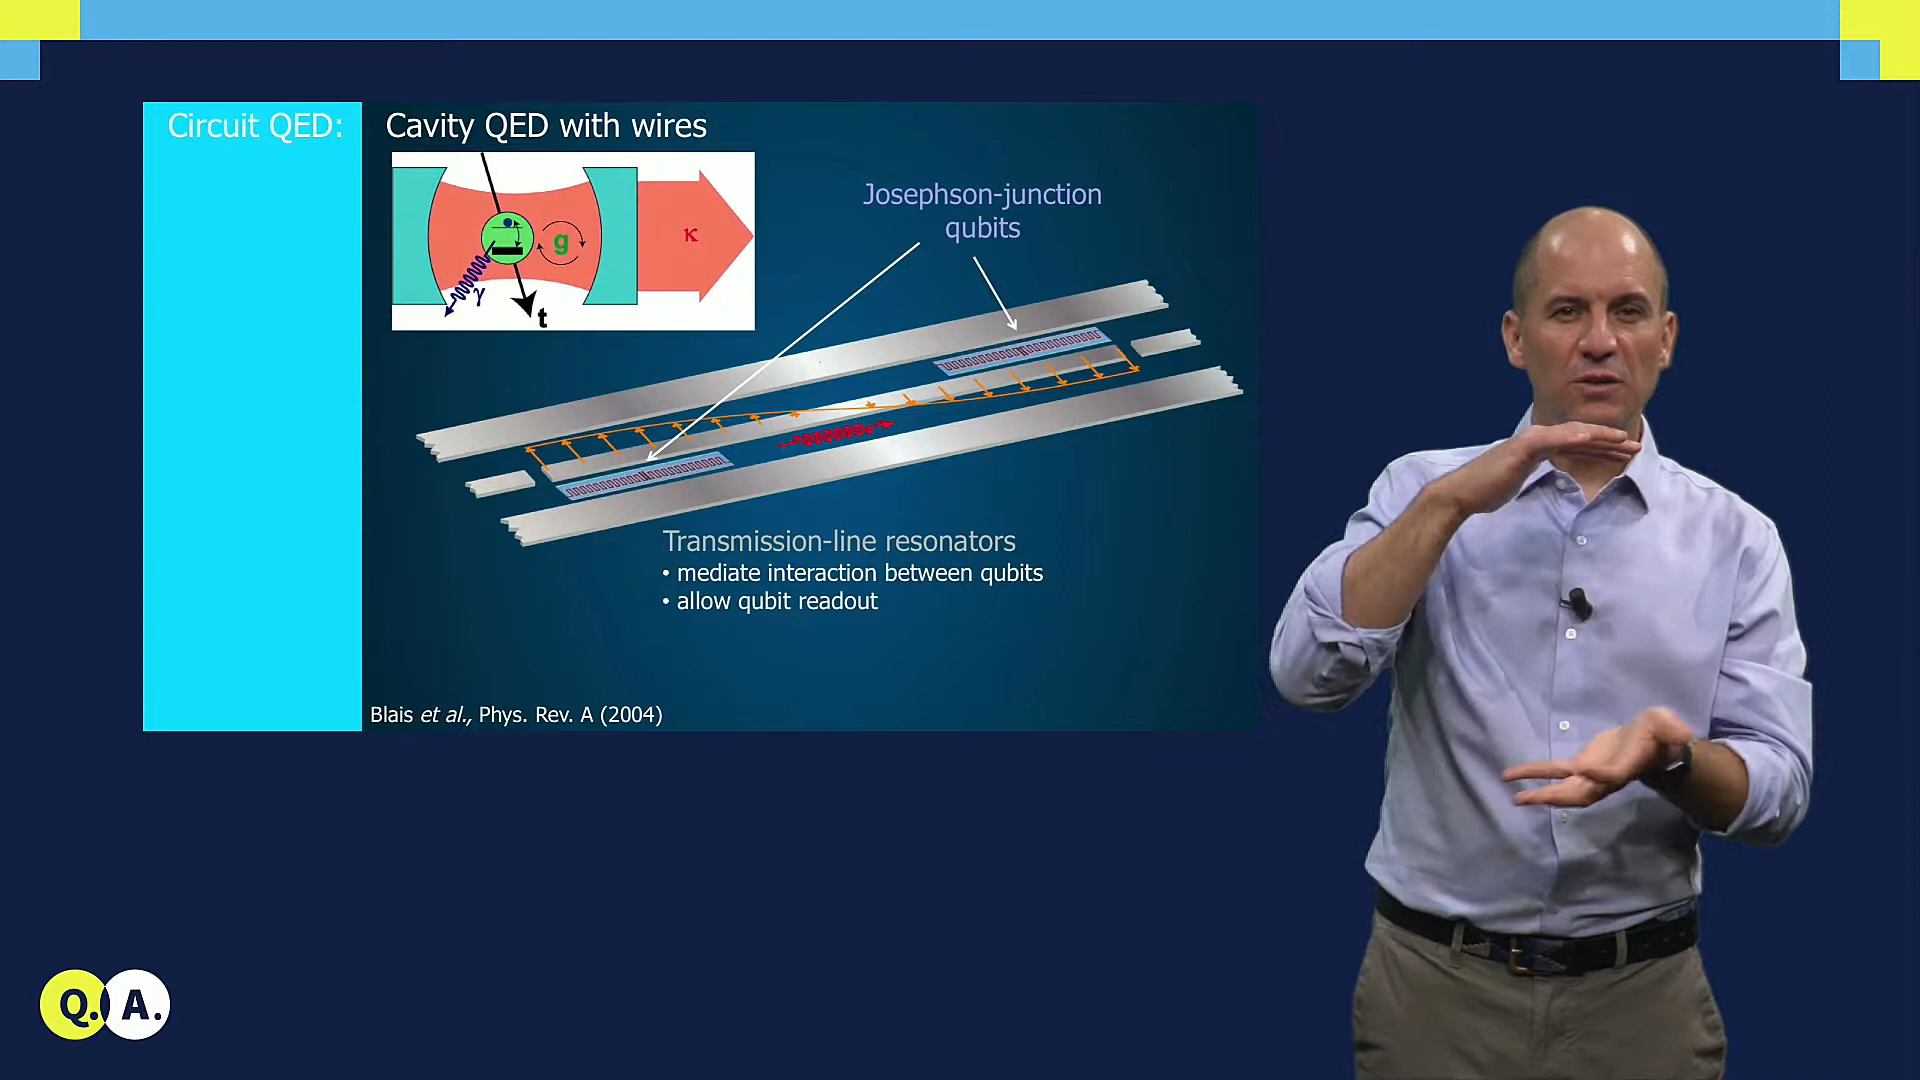 Circuit QED:
Cavity QED with wires
κ
g
γ
t
Josephson-junction
qubits
Transmission-line resonators
• mediate interaction between qubits
• allow qubit readout
Blais et al., Phys. Rev. A (2004)
Q. A.